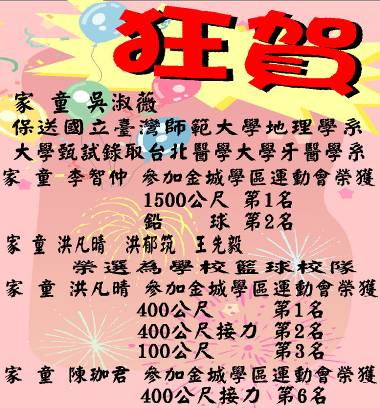 狂賀
家童 吳淑薇
保送國立臺灣師範大學地理學系
大學甄試錄取台北醫學大學牙醫學系
家童 李智仲 參加金城學區運動會榮獲
1500公尺 第1名
鉛球 第2名
家童 洪凡晴 洪郁筑 王先毅
榮選為學校籃球校隊
家童 洪凡晴 參加金城學區運動會榮獲
400公尺 第1名
400公尺接力 第2名
100公尺 第3名
家童 陳珈君 參加金城學區運動會榮獲
400公尺接力 第6名